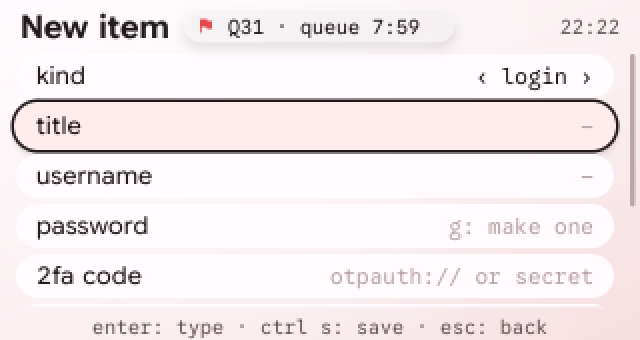 New item Q31 · queue 7:59 22:22
kind ‹ login ›
title –
username –
password g: make one
2fa code otpauth:// or secret
enter: type · ctrl s: save · esc: back